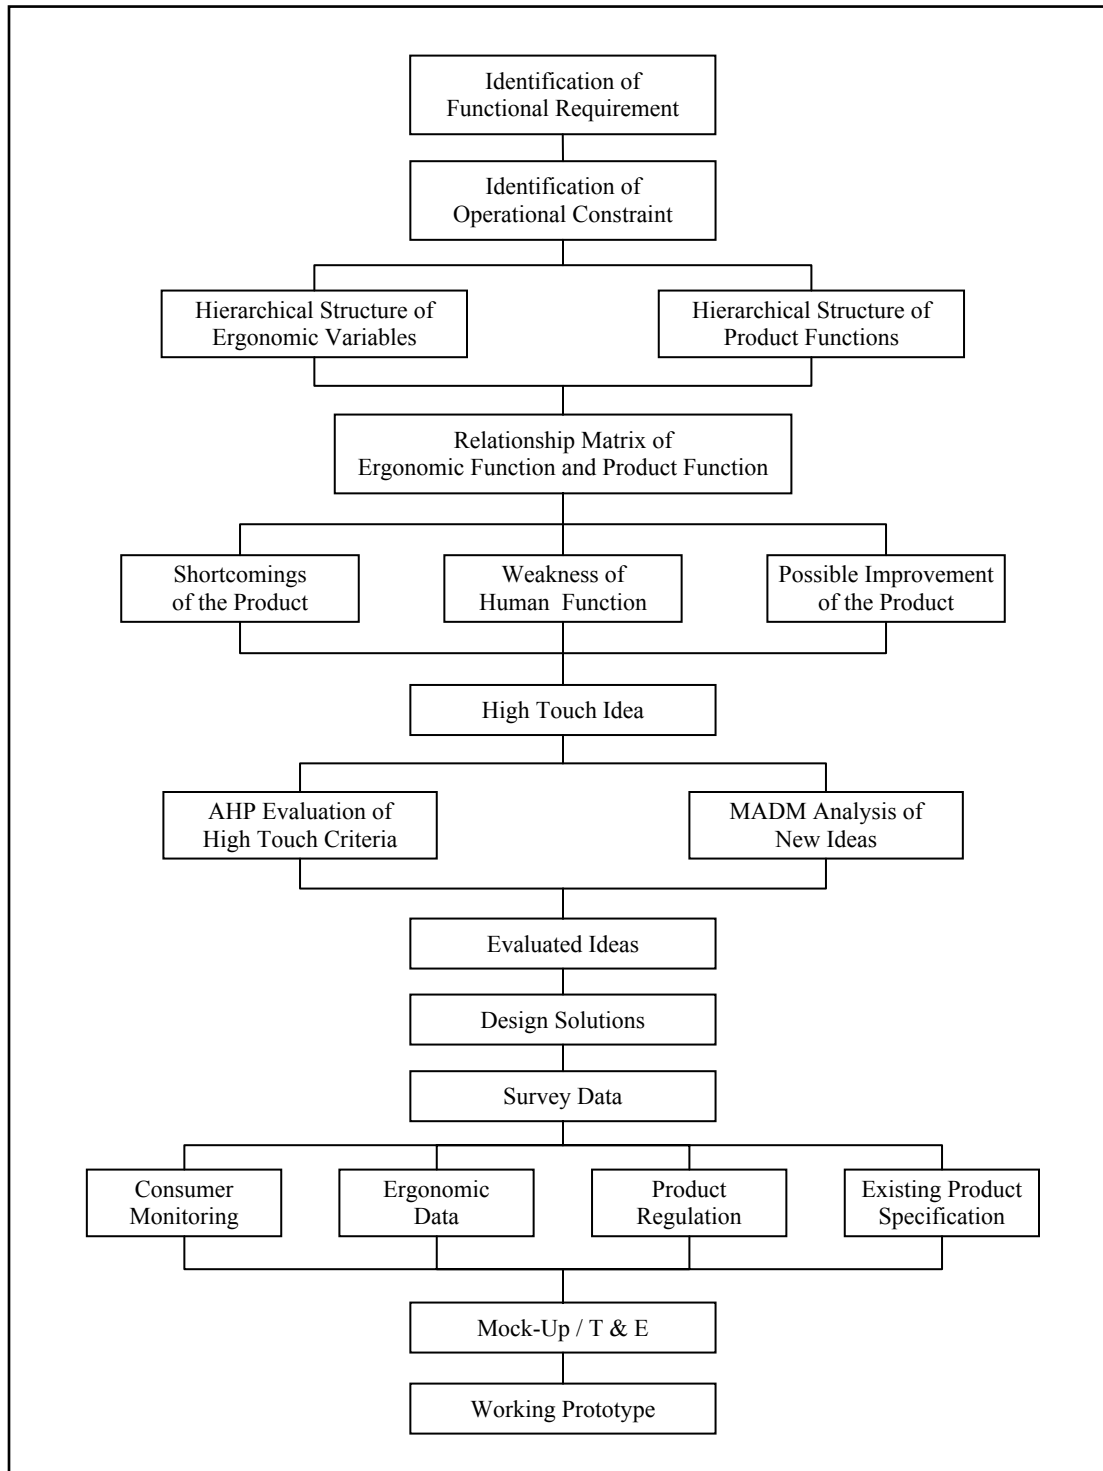 Identification of
Functional Requirement
Identification of
Operational Constraint
Hierarchical Structure of
Ergonomic Variables
Hierarchical Structure of
Product Functions
Relationship Matrix of
Ergonomic Function and Product Function
Shortcomings
of the Product
Weakness of
Human Function
Possible Improvement
of the Product
High Touch Idea
AHP Evaluation of
High Touch Criteria
MADM Analysis of
New Ideas
Evaluated Ideas
Design Solutions
Survey Data
Consumer
Monitoring
Ergonomic
Data
Product
Regulation
Existing Product
Specification
Mock-Up / T & E
Working Prototype